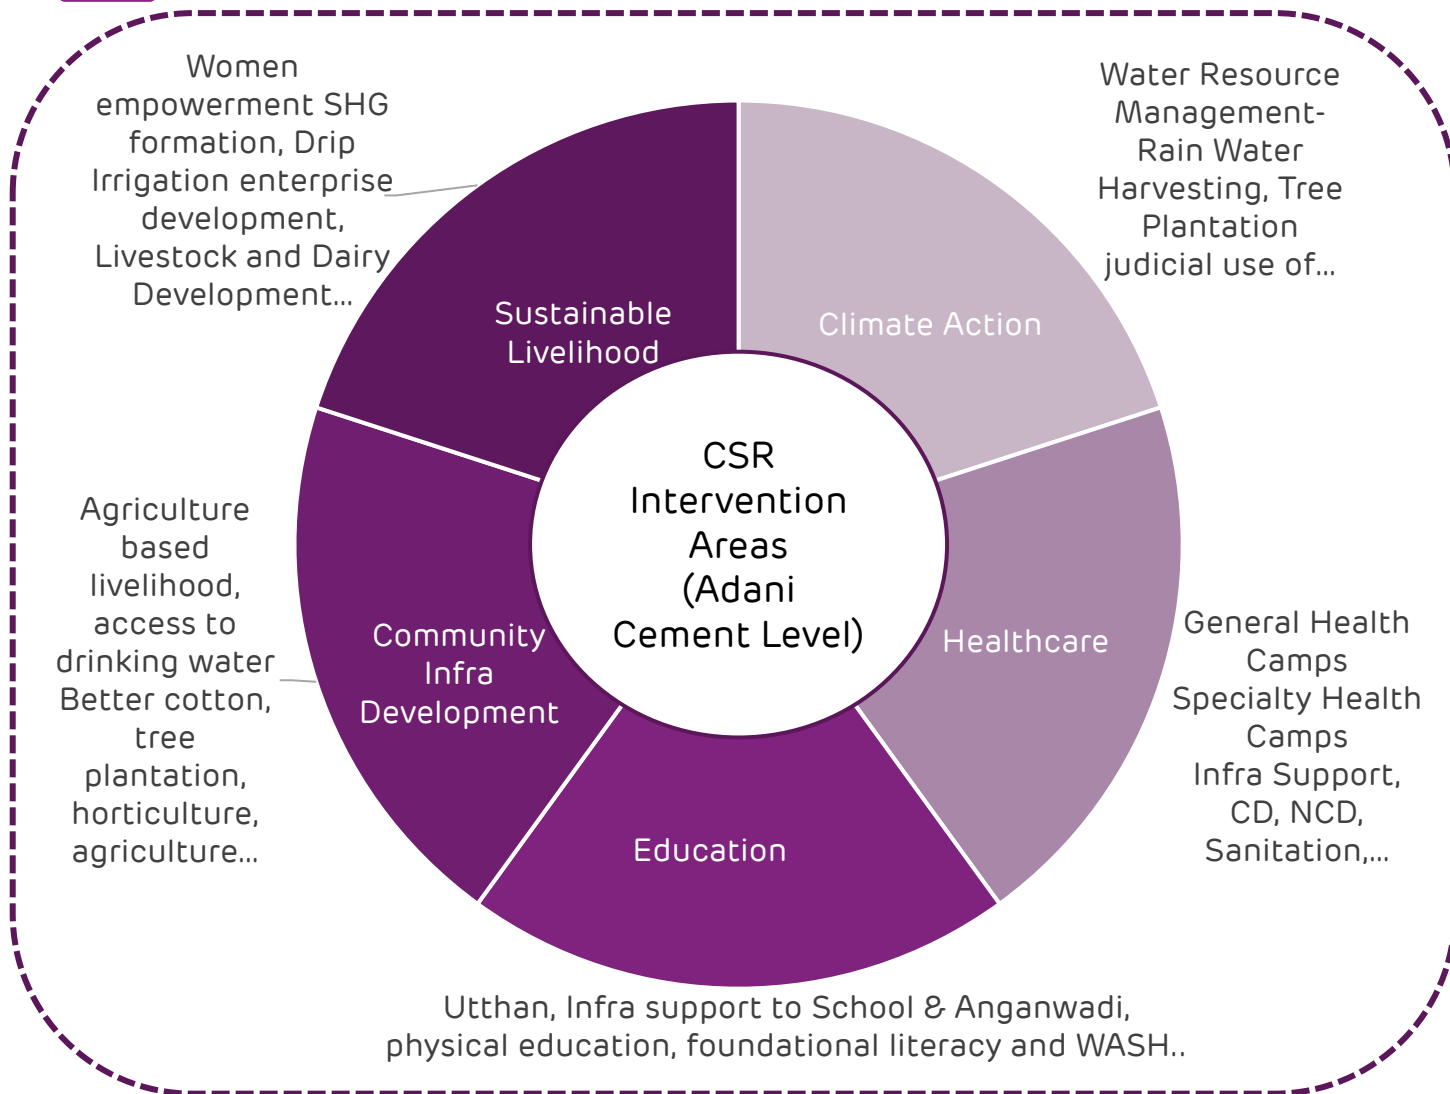 Women
empowerment SHG
formation, Drip
Irrigation enterprise
development,
Livestock and Dairy
Development...
Water Resource
Management-
Rain Water
Harvesting, Tree
Plantation
judicial use of...
Sustainable
Livelihood
Climate Action
CSR
Intervention
Areas
(Adani
Cement Level)
Agriculture
based
livelihood,
access to
drinking water
Better cotton,
tree
plantation,
horticulture,
agriculture...
Community
Infra
Development
Healthcare
General Health
Camps
Specialty Health
Camps
Infra Support,
CD, NCD,
Sanitation,...
Education
Utthan, Infra support to School & Anganwadi,
physical education, foundational literacy and WASH..